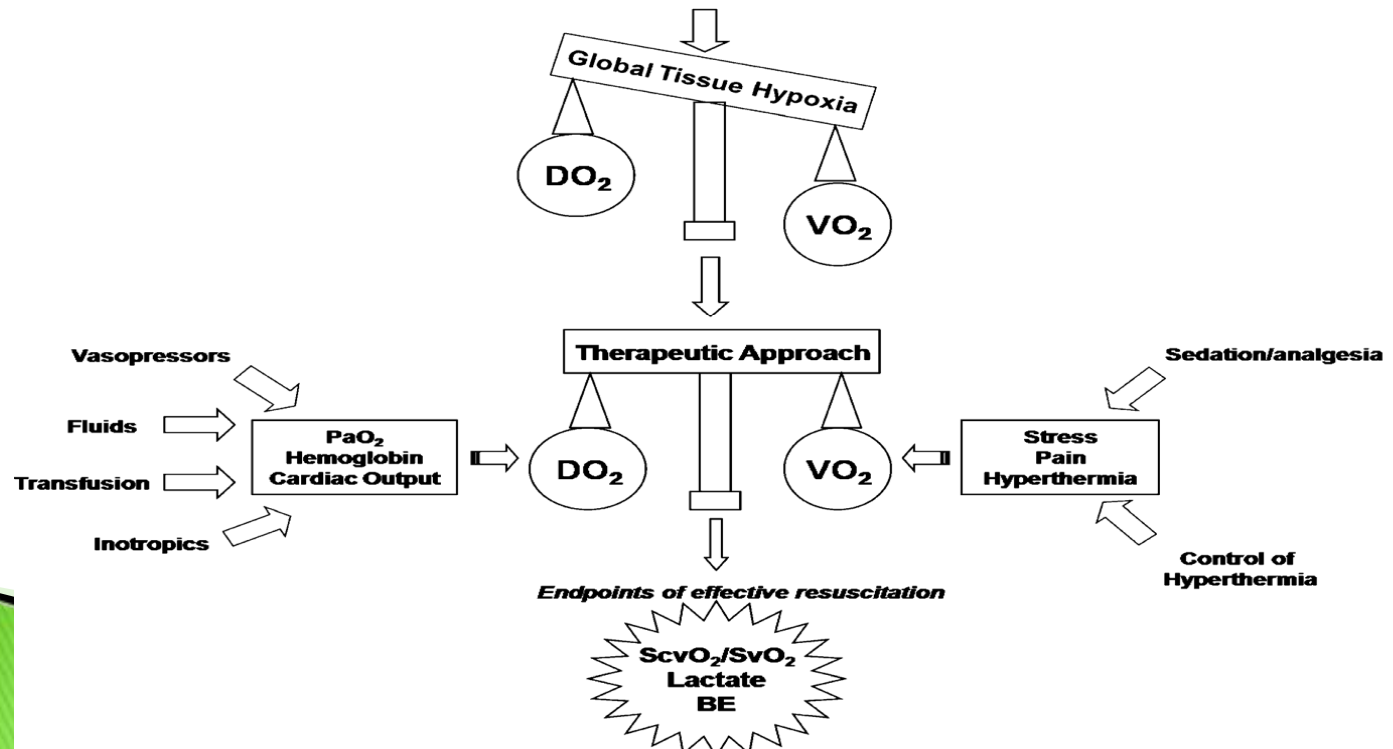 Global Tissue Hypoxia
DO₂
VO₂
Therapeutic Approach
Vasopressors
Fluids
Transfusion
Inotropics
PaO₂
Hemoglobin
Cardiac Output
DO₂
VO₂
Stress
Pain
Hyperthermia
Sedation/analgesia
Control of
Hyperthermia
Endpoints of effective resuscitation
ScvO₂/SvO₂
Lactate
BE